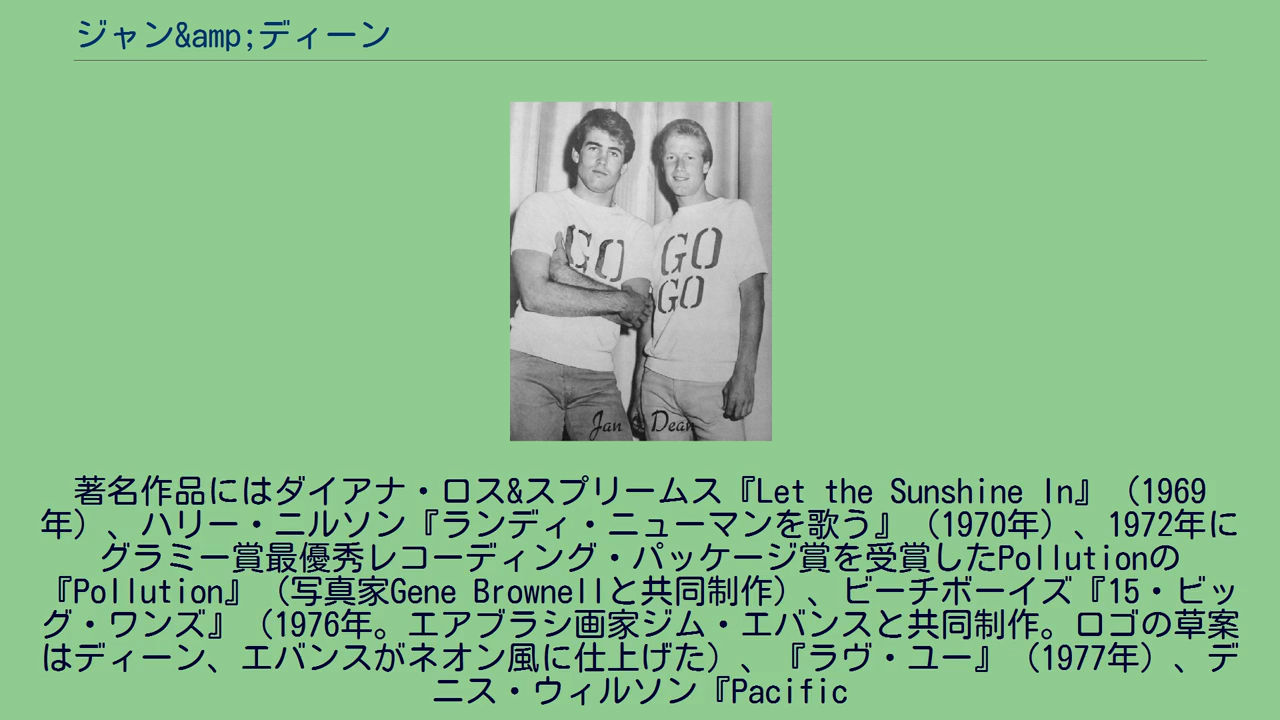 ジャン&amp;ディーン
GO
GO
GO
Jan & Dean
著名作品にはダイアナ・ロス&スプリームス『Let the Sunshine In』（1969
年）、ハリー・ニルソン『ランディ・ニューマンを歌う』（1970年）、1972年に
グラミー賞最優秀レコーディング・パッケージ賞を受賞したPollutionの
『Pollution』（写真家Gene Brownellと共同制作）、ビーチボーイズ『15・ビッ
グ・ワンズ』（1976年。エアブラシ画家ジム・エバンスと共同制作。ロゴの草案
はディーン、エバンスがネオン風に仕上げた）、『ラヴ・ユー』（1977年）、デ
ニス・ウィルソン『Pacific